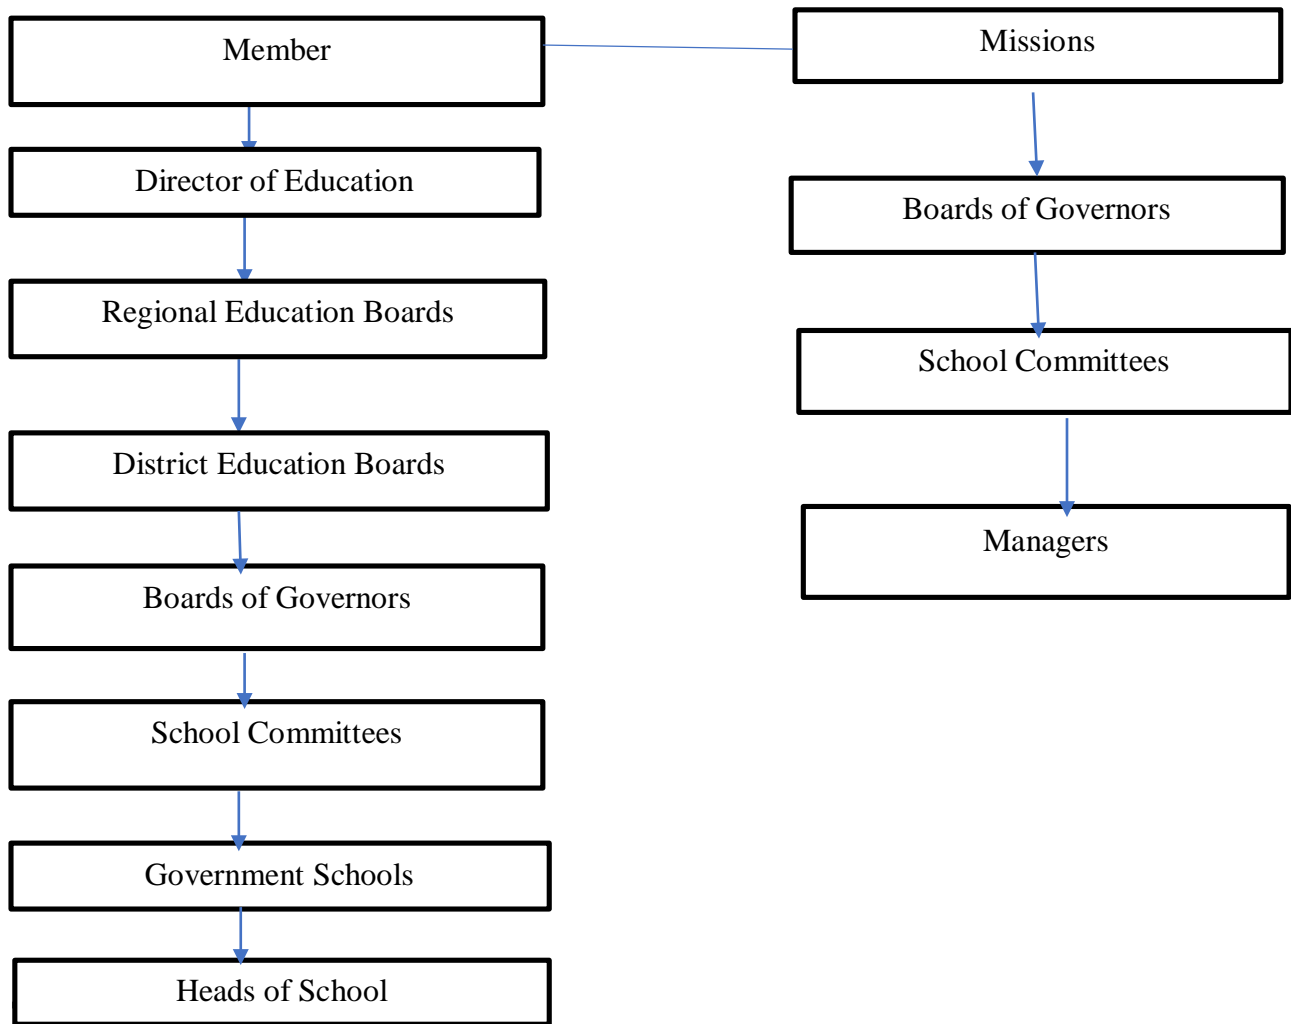 Member
Missions
Director of Education
Boards of Governors
Regional Education Boards
School Committees
District Education Boards
Managers
Boards of Governors
School Committees
Government Schools
Heads of School